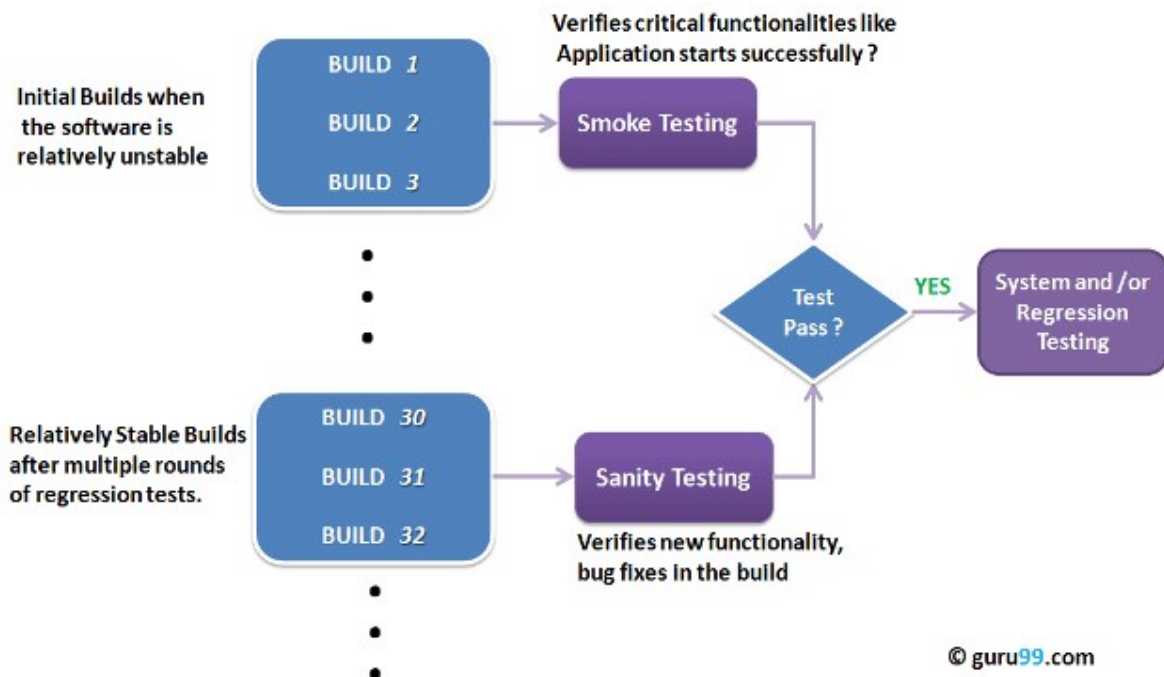 Verifies critical functionalities like
Application starts successfully ?
Initial Builds when
the software is
relatively unstable
BUILD 1
BUILD 2
BUILD 3
Smoke Testing
Test
Pass ?
YES
System and /or
Regression
Testing
Relatively Stable Builds
after multiple rounds
of regression tests.
BUILD 30
BUILD 31
BUILD 32
Sanity Testing
Verifies new functionality,
bug fixes in the build
© guru99.com